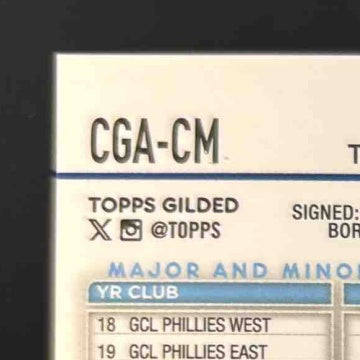 CGA-CM
T
TOPPS GILDED
SIGNED:
X @TOPPS
BOR
MAJOR AND MINO
YR CLUB
18 GCL PHILLIES WEST
19 GCL PHILLIES EAST